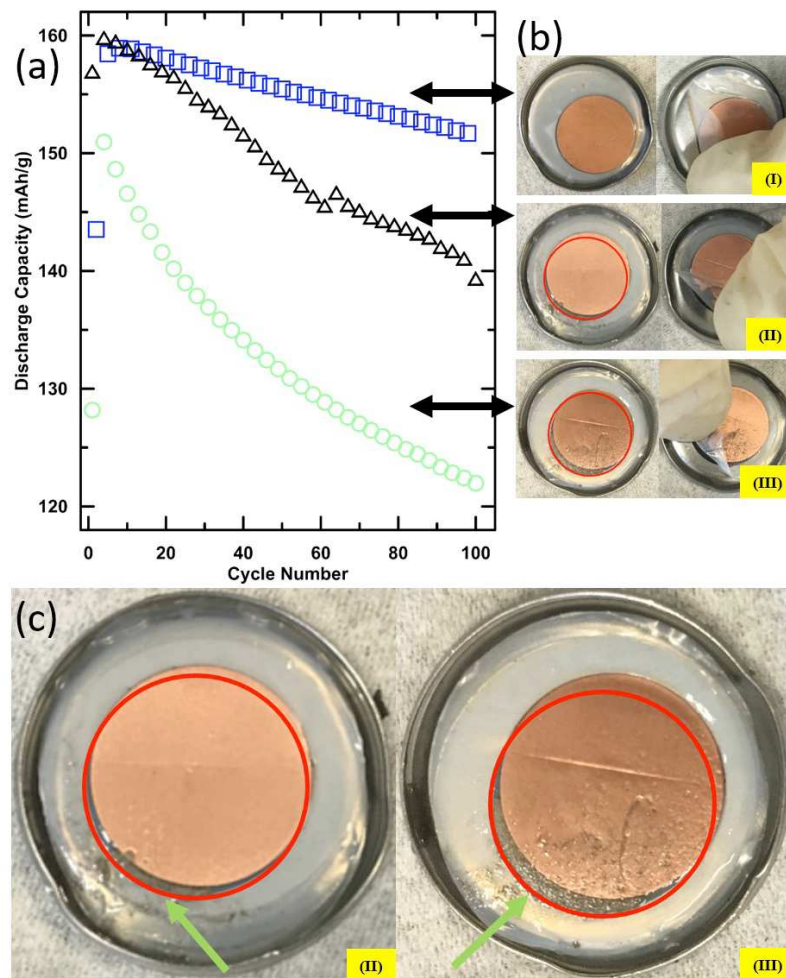 (a)
(b)
160
150
140
130
120
Discharge Capacity (mAh/g)
0 20 40 60 80 100
Cycle Number
(I)
(II)
(III)
(c)
(II)
(III)